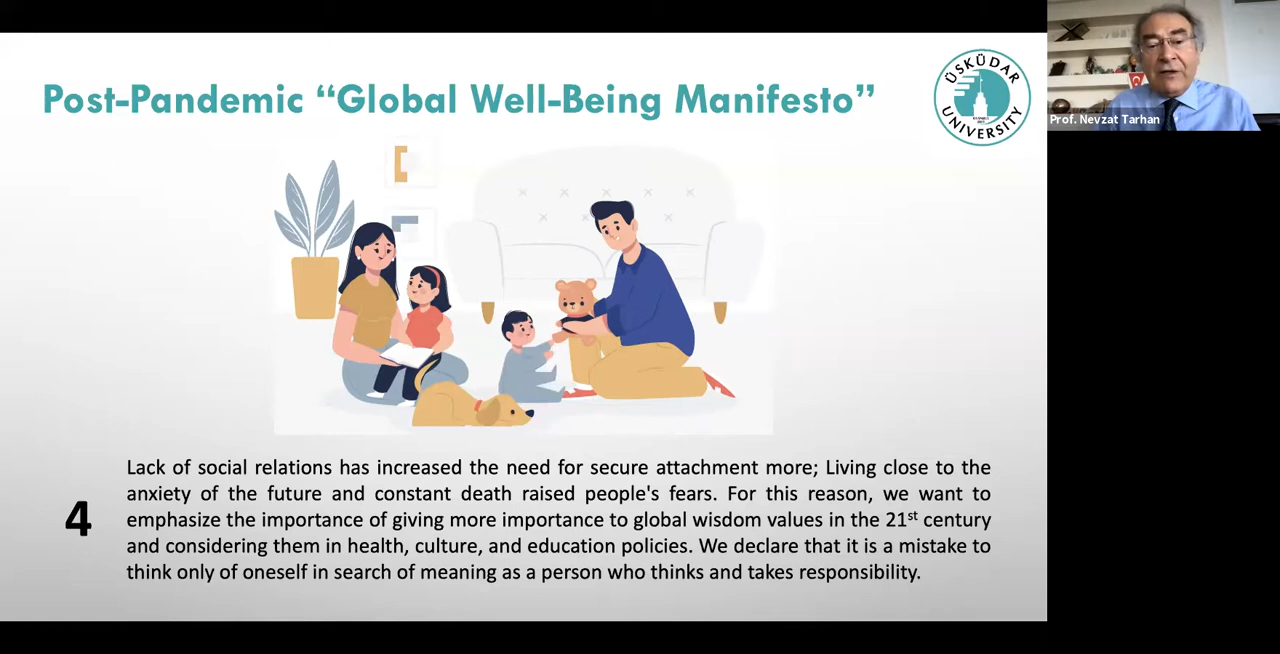 Post-Pandemic “Global Well-Being Manifesto”
ÜSKÜDAR
UNIVERSITY
Prof. Nevzat Tarhan
Lack of social relations has increased the need for secure attachment more; Living close to the
anxiety of the future and constant death raised people's fears. For this reason, we want to
4
emphasize the importance of giving more importance to global wisdom values in the 21st century
and considering them in health, culture, and education policies. We declare that it is a mistake to
think only of oneself in search of meaning as a person who thinks and takes responsibility.